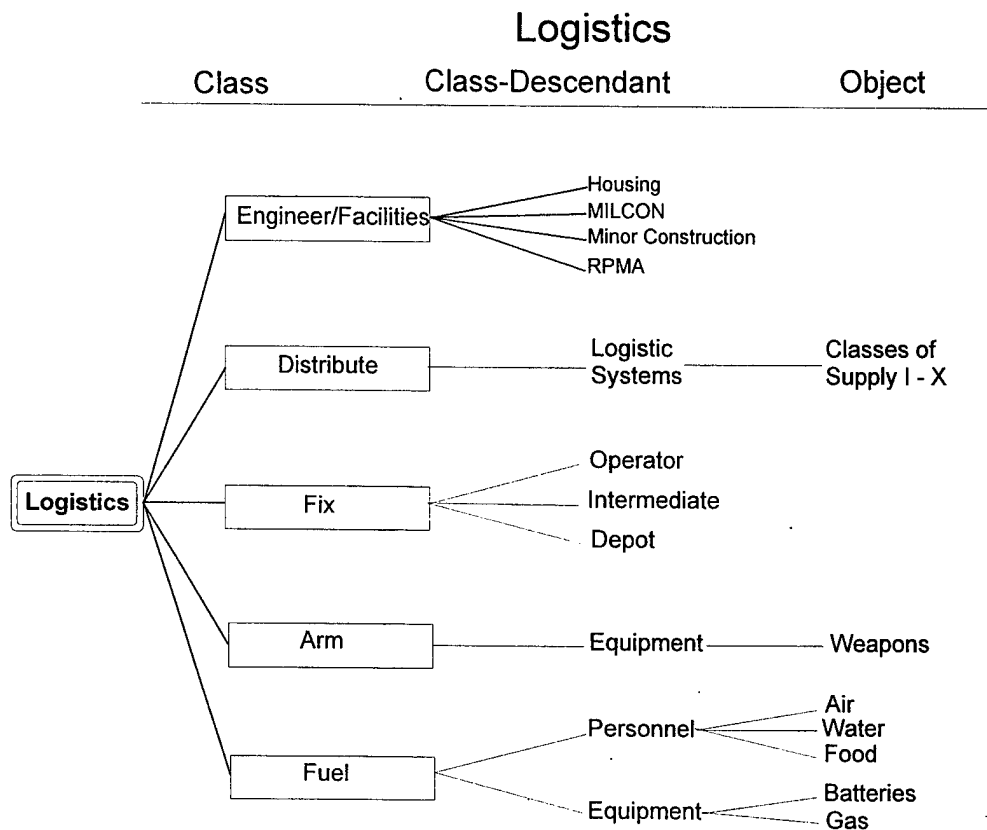 Logistics
Class Class-Descendant Object
Engineer/Facilities
Housing
MILCON
Minor Construction
RPMA
Distribute
Logistic
Systems
Classes of
Supply I - X
Logistics
Fix
Operator
Intermediate
Depot
Arm
Equipment
Weapons
Fuel
Personnel
Air
Water
Food
Equipment
Batteries
Gas